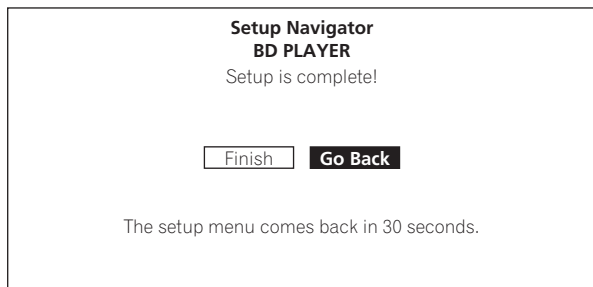 Setup Navigator
BD PLAYER
Setup is complete!
Finish Go Back
The setup menu comes back in 30 seconds.